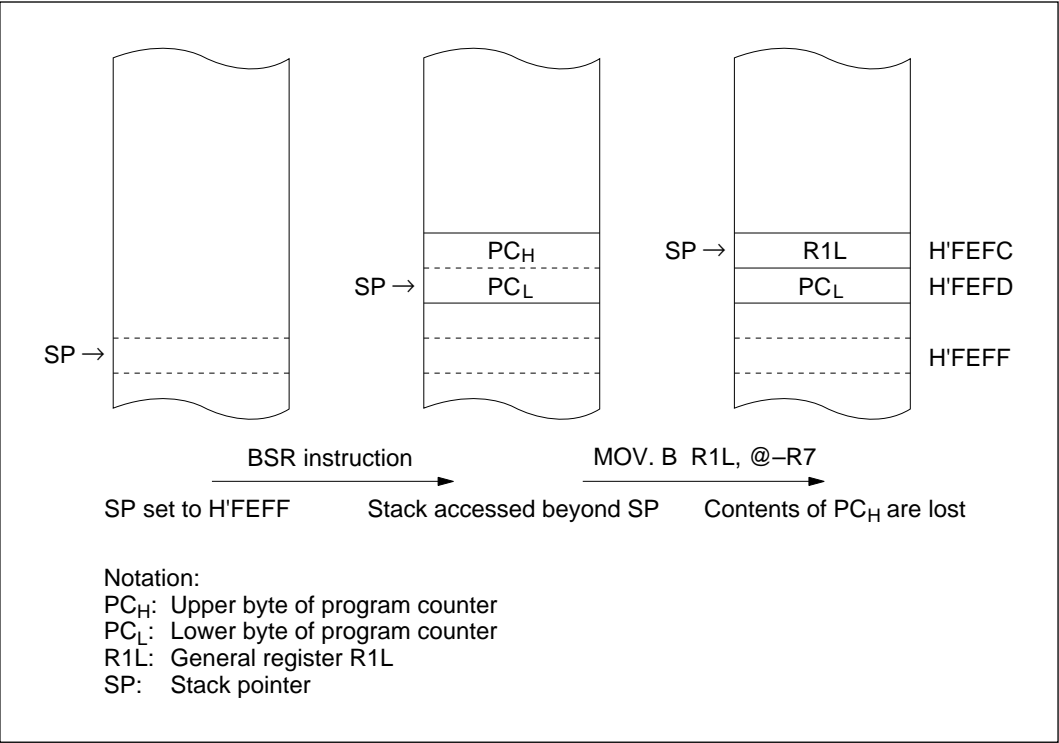 PCH
SP → R1L H'FEFC
SP → PCL
PCL H'FEFD
SP →
H'FEFF
BSR instruction
MOV. B R1L, @–R7
SP set to H'FEFF
Stack accessed beyond SP
Contents of PCH are lost
Notation:
PCH: Upper byte of program counter
PCL: Lower byte of program counter
R1L: General register R1L
SP: Stack pointer